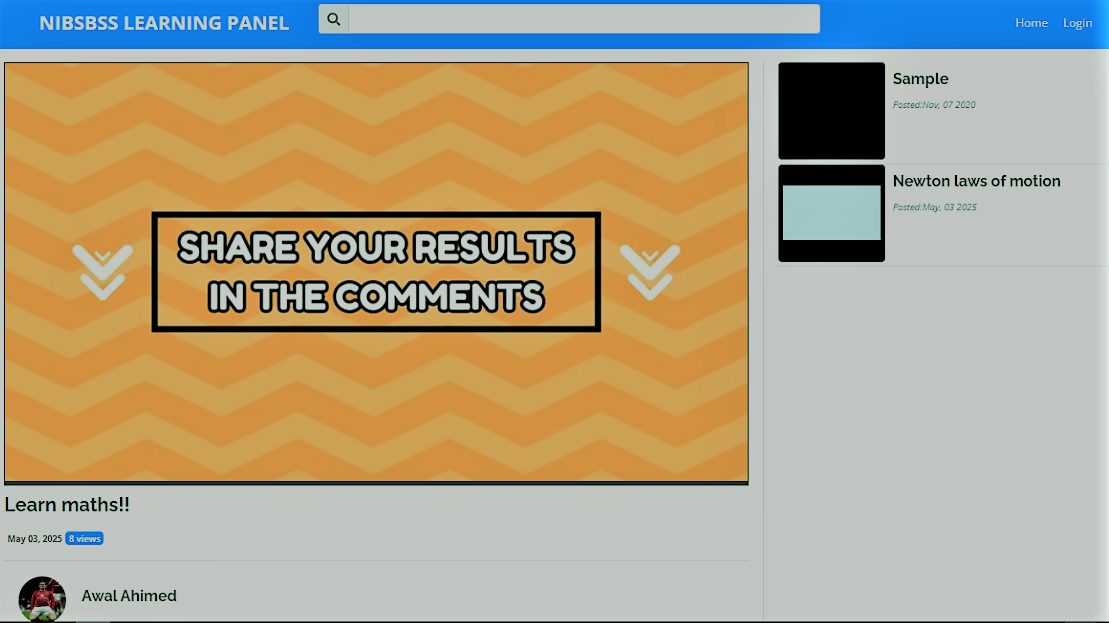 NIBSBSS LEARNING PANEL
Home Login
SHARE YOUR RESULTS
IN THE COMMENTS
Learn maths!!
May 03, 2025 8 views
Awal Ahimed
Sample
Posted:Nov, 07 2020
Newton laws of motion
Posted:May, 03 2025